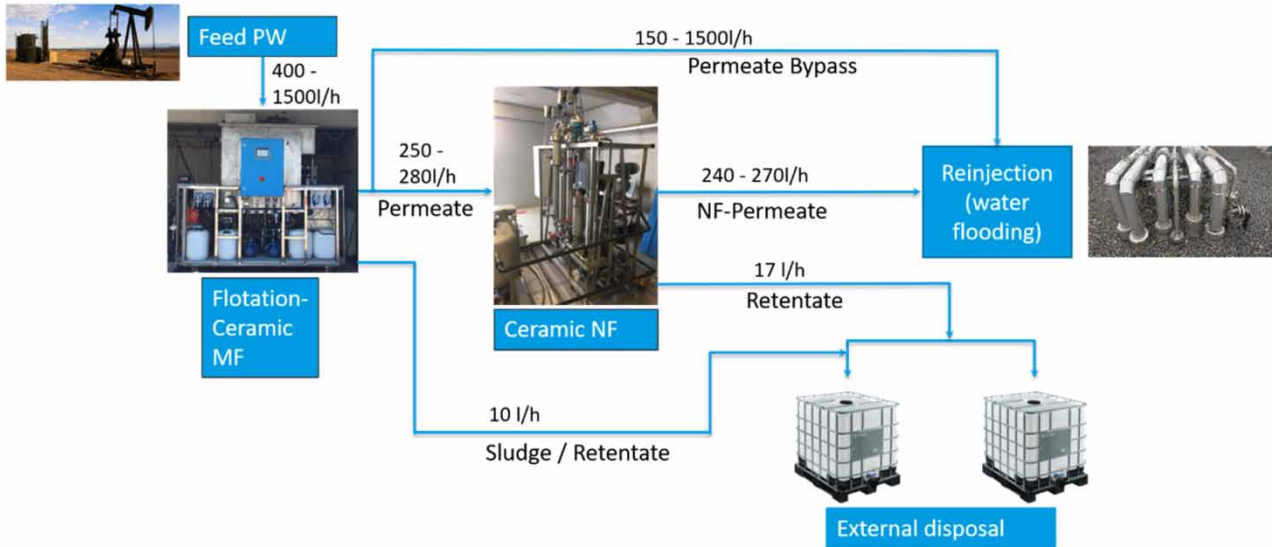 Feed PW
400 -
1500l/h
150 - 1500l/h
Permeate Bypass
250 -
280l/h
Permeate
240 - 270l/h
NF-Permeate
Reinjection
(water
flooding)
17 l/h
Retentate
Flotation-
Ceramic
MF
Ceramic NF
10 l/h
Sludge / Retentate
External disposal